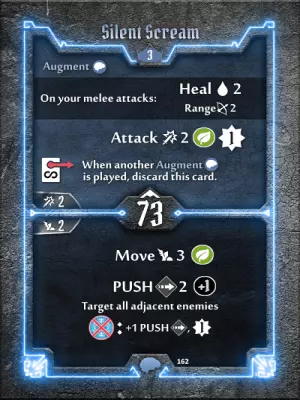 Silent Scream
3
Augment
On your melee attacks:
Heal 2
Range 2
Attack 2 1
When another Augment
is played, discard this card.
2
73
2
Move 3
PUSH 2 +1
Target all adjacent enemies
: +1 PUSH , 1
162